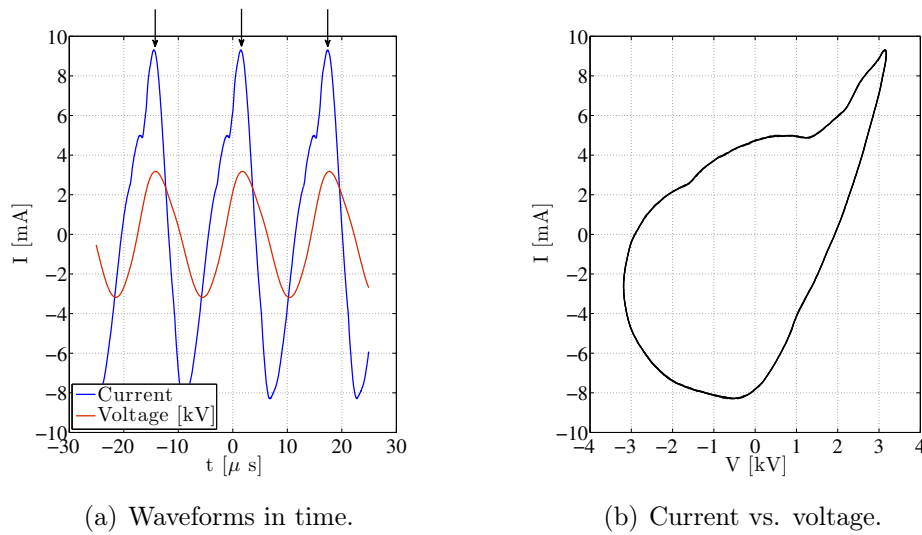 10
8
6
4
2
0
−2
−4
−6
−8
−10
I [mA]
Current
Voltage [kV]
−30 −20 −10 0 10 20 30
t [μ s]
(a) Waveforms in time.
10
8
6
4
2
0
−2
−4
−6
−8
−10
I [mA]
−4 −3 −2 −1 0 1 2 3 4
V [kV]
(b) Current vs. voltage.